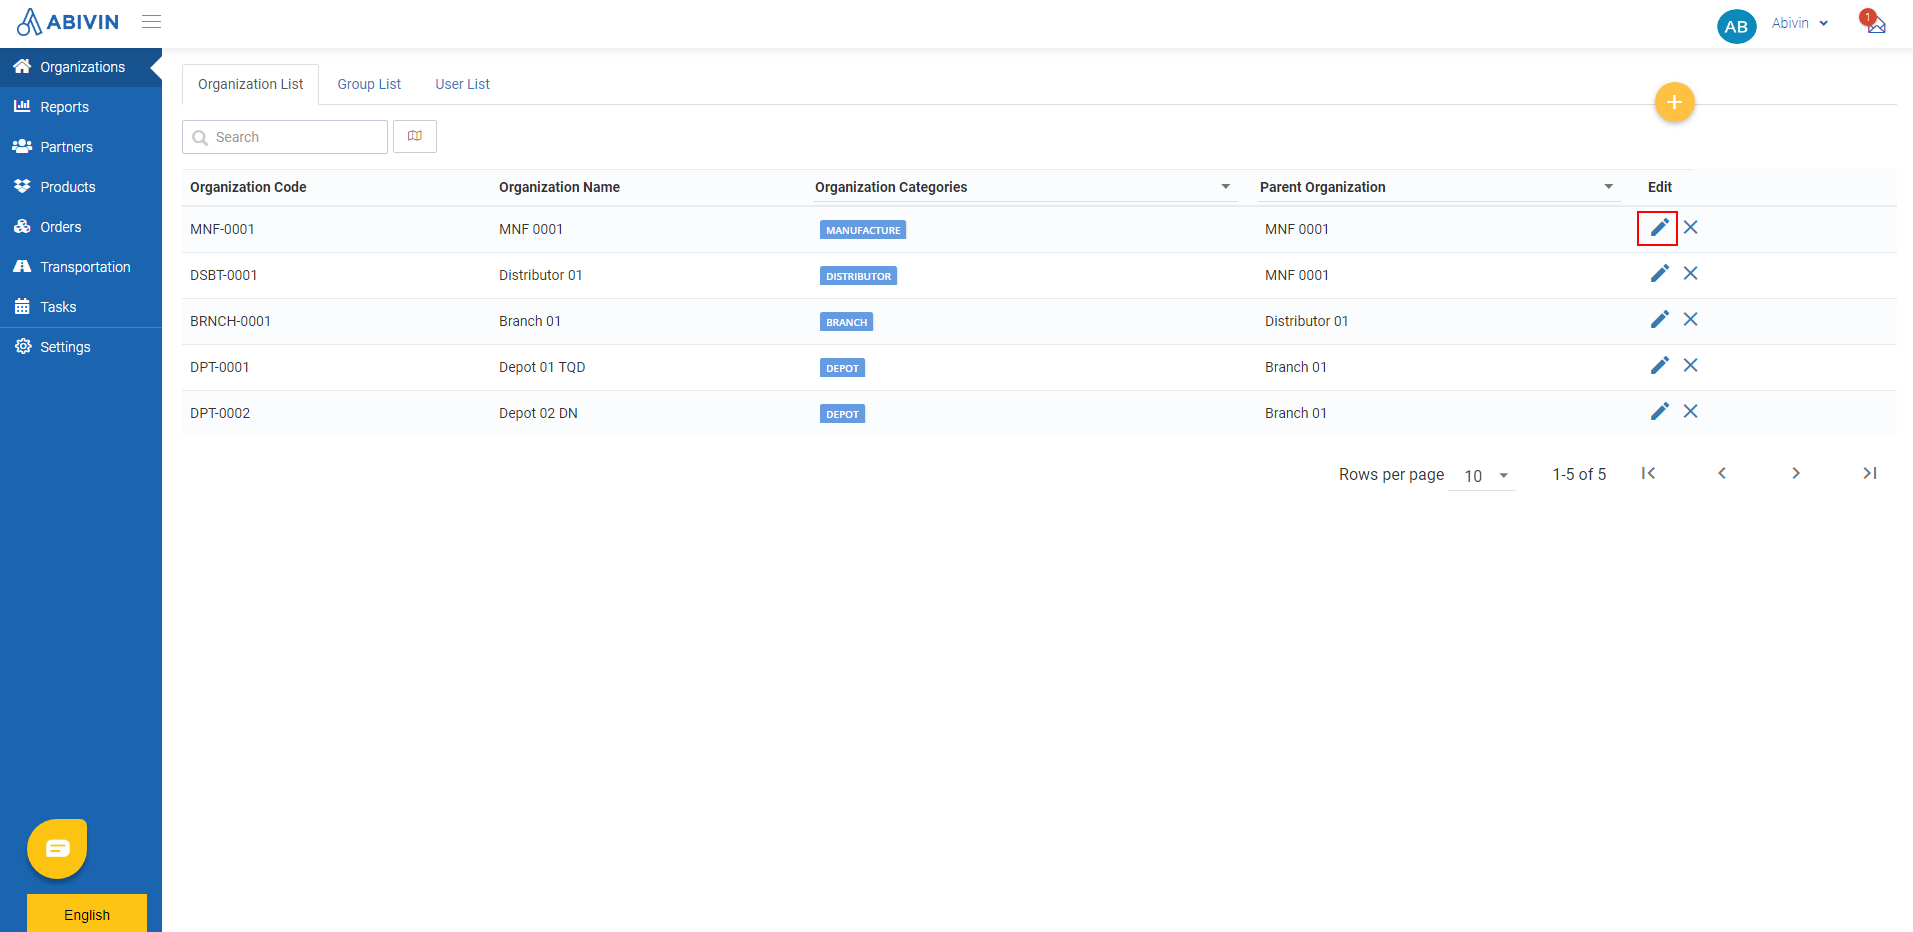 ABIVIN
AB
Abivin
1
Organizations
Reports
Partners
Products
Orders
Transportation
Tasks
Settings
English
Organization List Group List User List
Search
Organization Code Organization Name Organization Categories Parent Organization Edit
MNF-0001 MNF 0001 MANUFACTURE MNF 0001
DSBT-0001 Distributor 01 DISTRIBUTOR MNF 0001
BRNCH-0001 Branch 01 BRANCH Distributor 01
DPT-0001 Depot 01 TQD DEPOT Branch 01
DPT-0002 Depot 02 DN DEPOT Branch 01
Rows per page 10 1-5 of 5